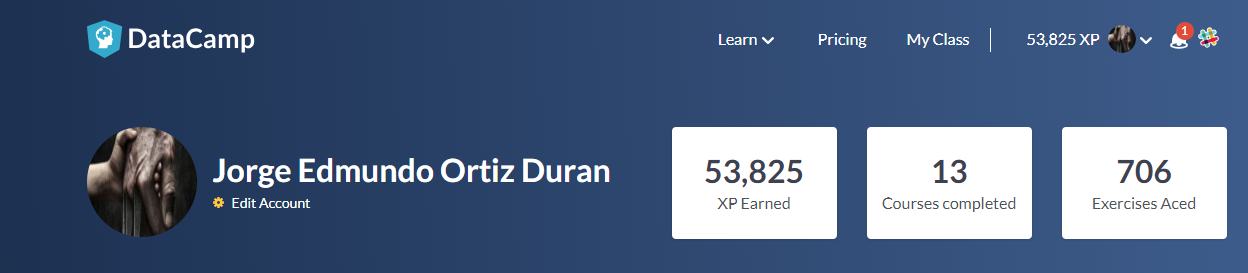 DataCamp
Learn Pricing My Class 53,825 XP 1
Jorge Edmundo Ortiz Duran
Edit Account
53,825
XP Earned
13
Courses completed
706
Exercises Aced